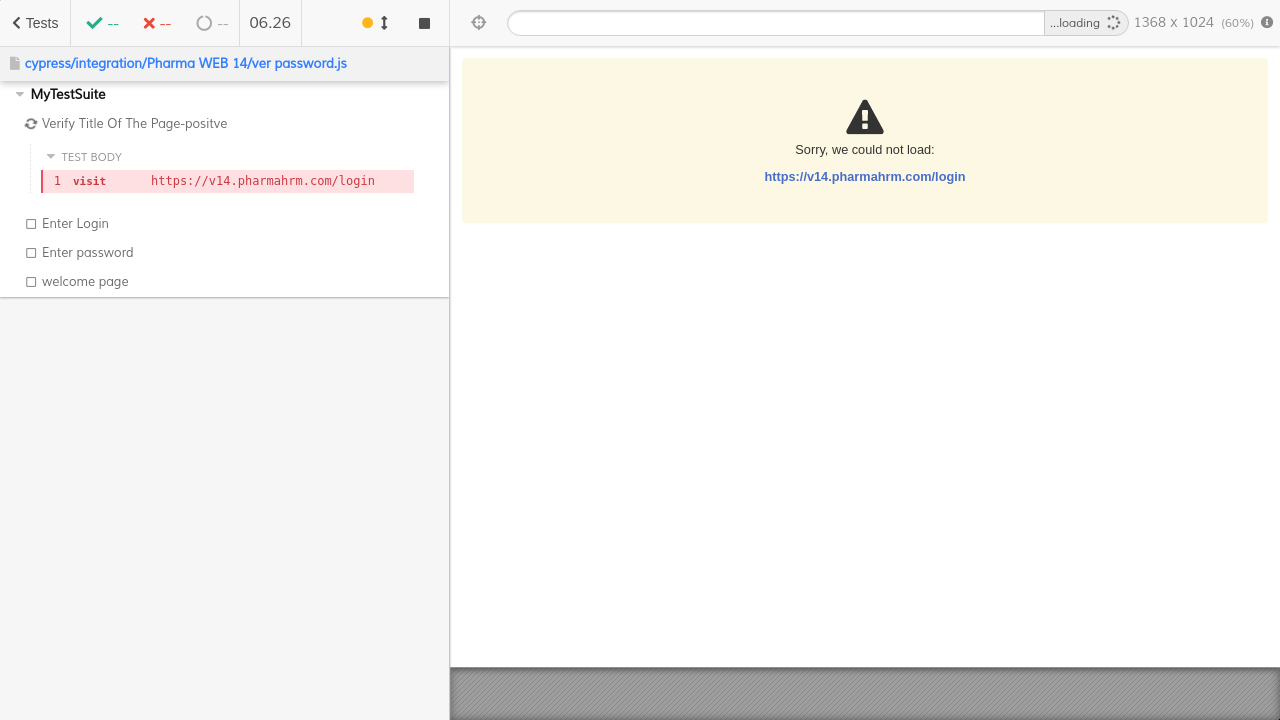 Tests -- -- -- 06.26
...loading 1368 x 1024 (60%)
cypress/integration/Pharma WEB 14/ver password.js
MyTestSuite
Verify Title Of The Page-positve
TEST BODY
1 visit https://v14.pharmahrm.com/login
Enter Login
Enter password
welcome page
Sorry, we could not load:
https://v14.pharmahrm.com/login